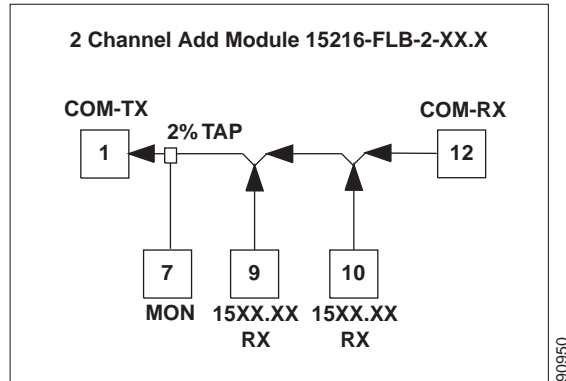 2 Channel Add Module 15216-FLB-2-XX.X
COM-TX
COM-RX
2% TAP
1
12
7
9
10
MON
15XX.XX
RX
15XX.XX
RX
90950